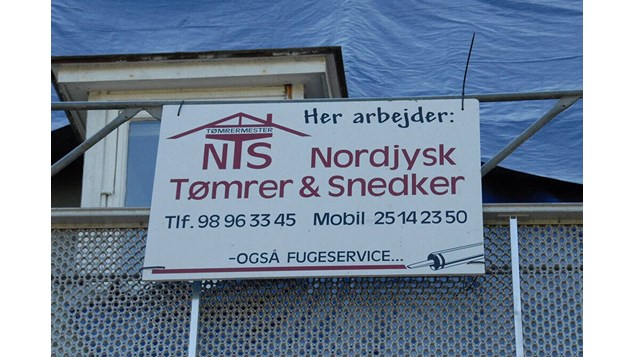 Her arbejder:
TØMRERMESTER
NTS Nordjysk
Tømrer & Snedker
Tlf. 98 96 33 45 Mobil 25 14 23 50
-OGSÅ FUGESERVICE...